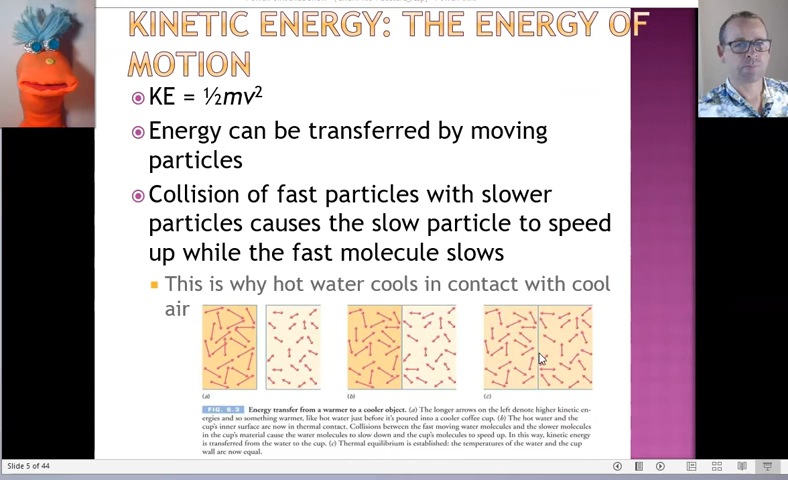 KINETIC ENERGY: THE ENERGY OF
MOTION
KE = ½mv²
Energy can be transferred by moving
particles
Collision of fast particles with slower
particles causes the slow particle to speed
up while the fast molecule slows
This is why hot water cools in contact with cool
air
(a) (b) (c)
FIG. 6.3 Energy transfer from a warmer to a cooler object. (a) The longer arrows on the left denote higher kinetic en-
ergies and so something warmer, like hot water just before it's poured into a cooler coffee cup. (b) The hot water and the
cup's inner surface are now in thermal contact. Collisions between the fast moving water molecules and the slower molecules
in the cup's material cause the water molecules to slow down and the cup's molecules to speed up. In this way, kinetic energy
is transferred from the water to the cup. (c) Thermal equilibrium is established: the temperatures of the water and the cup
wall are now equal.
Slide 5 of 44